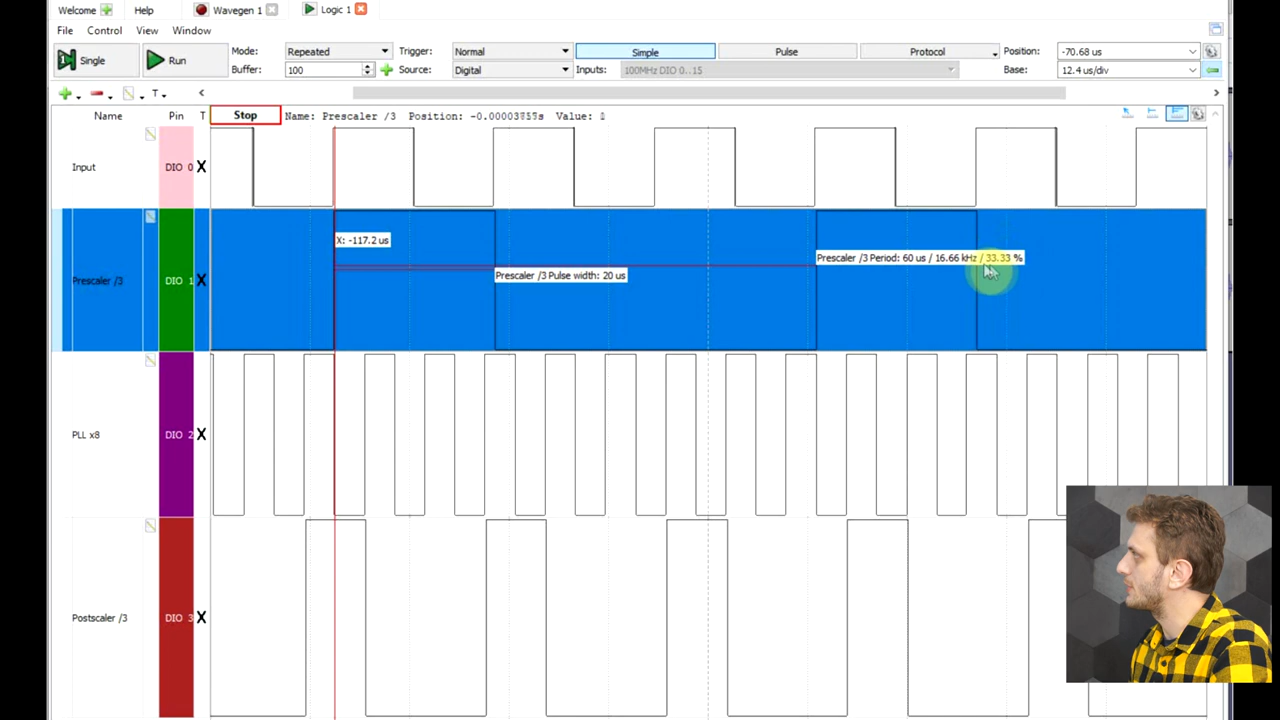 Welcome Help Wavegen 1 Logic 1
File Control View Window
Single Run Mode: Repeated Trigger: Normal Simple Pulse Protocol Position: -70.68 us
Buffer: 100 Source: Digital Inputs: 100MHz DIO 0..15 Base: 12.4 us/div
T
Name Pin T Stop Name: Prescaler /3 Position: -0.00003757s Value: 1
Input DIO 0 X
X: -117.2 us
Prescaler /3 Period: 60 us / 16.66 kHz / 33.33 %
Prescaler /3 Pulse width: 20 us
Prescaler /3 DIO 1 X
PLL x8 DIO 2 X
Postscaler /3 DIO 3 X